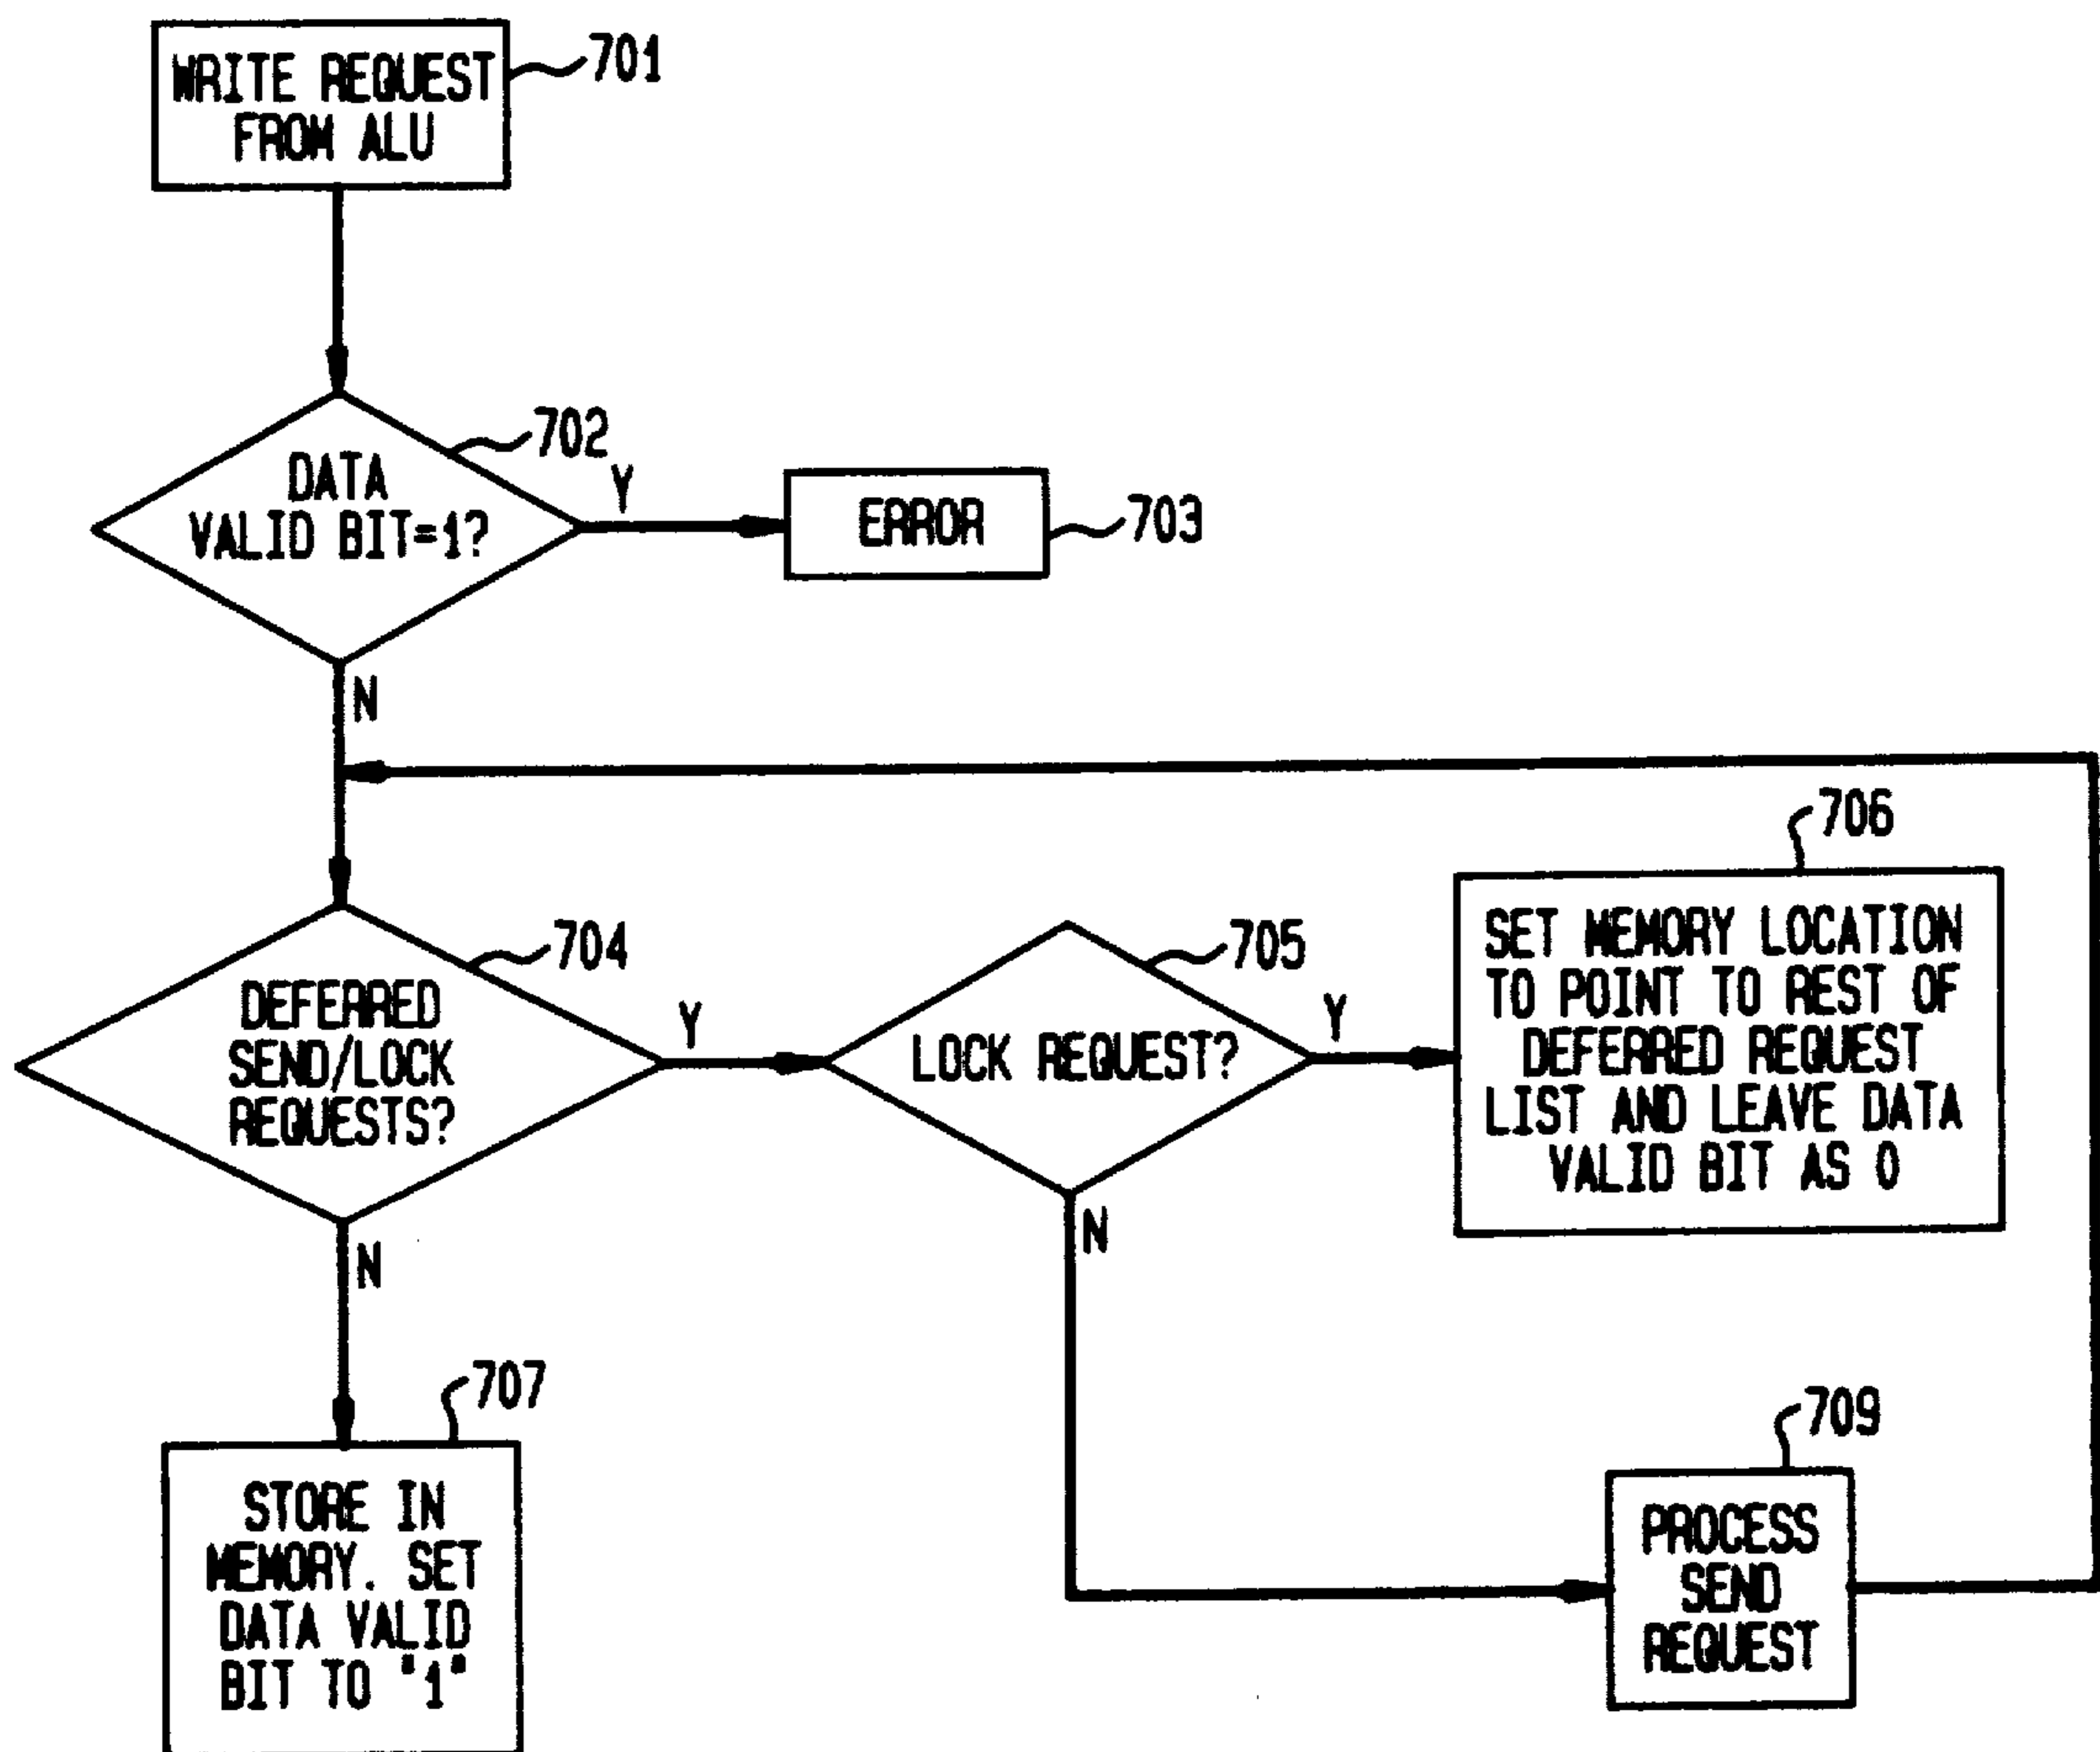 WRITE REQUEST
FROM ALU
701
DATA
VALID BIT=1?
702
Y
ERROR
703
N
DEFERRED
SEND/LOCK
REQUESTS?
704
Y
LOCK REQUEST?
705
Y
706
SET MEMORY LOCATION
TO POINT TO REST OF
DEFERRED REQUEST
LIST AND LEAVE DATA
VALID BIT AS 0
N
N
707
STORE IN
MEMORY. SET
DATA VALID
BIT TO "1"
709
PROCESS
SEND
REQUEST